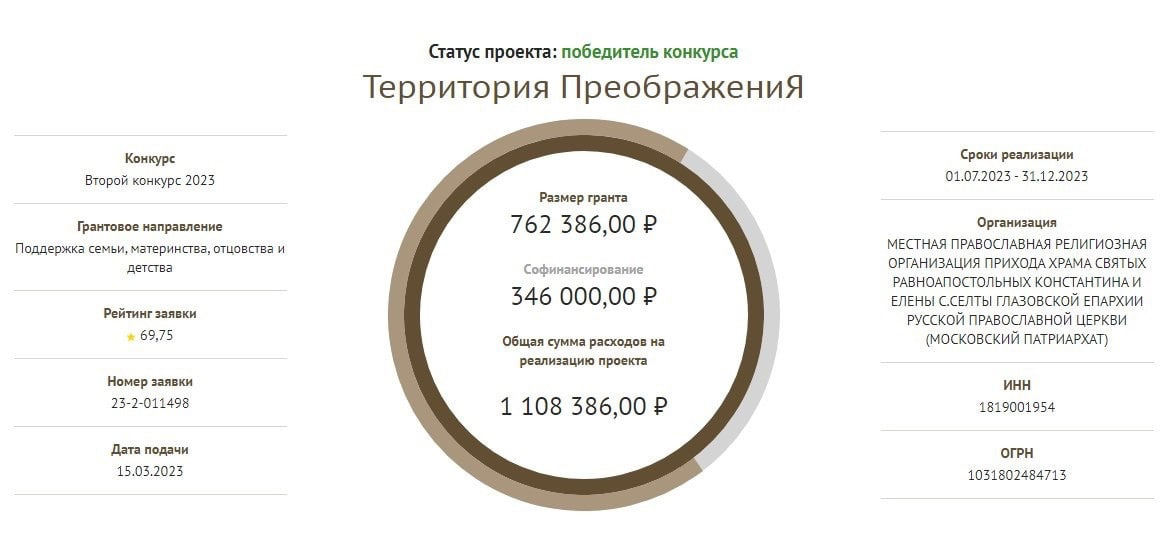 Статус проекта: победитель конкурса
Территория ПреображениЯ
Конкурс
Второй конкурс 2023
Грантовое направление
Поддержка семьи, материнства, отцовства и
детства
Рейтинг заявки
★ 69,75
Номер заявки
23-2-011498
Дата подачи
15.03.2023
Размер гранта
762 386,00 ₽
Софинансирование
346 000,00 ₽
Общая сумма расходов на
реализацию проекта
1 108 386,00 ₽
Сроки реализации
01.07.2023 - 31.12.2023
Организация
МЕСТНАЯ ПРАВОСЛАВНАЯ РЕЛИГИОЗНАЯ
ОРГАНИЗАЦИЯ ПРИХОДА ХРАМА СВЯТЫХ
РАВНОАПОСТОЛЬНЫХ КОНСТАНТИНА И
ЕЛЕНЫ С.СЕЛТЫ ГЛАЗОВСКОЙ ЕПАРХИИ
РУССКОЙ ПРАВОСЛАВНОЙ ЦЕРКВИ
(МОСКОВСКИЙ ПАТРИАРХАТ)
ИНН
1819001954
ОГРН
1031802484713